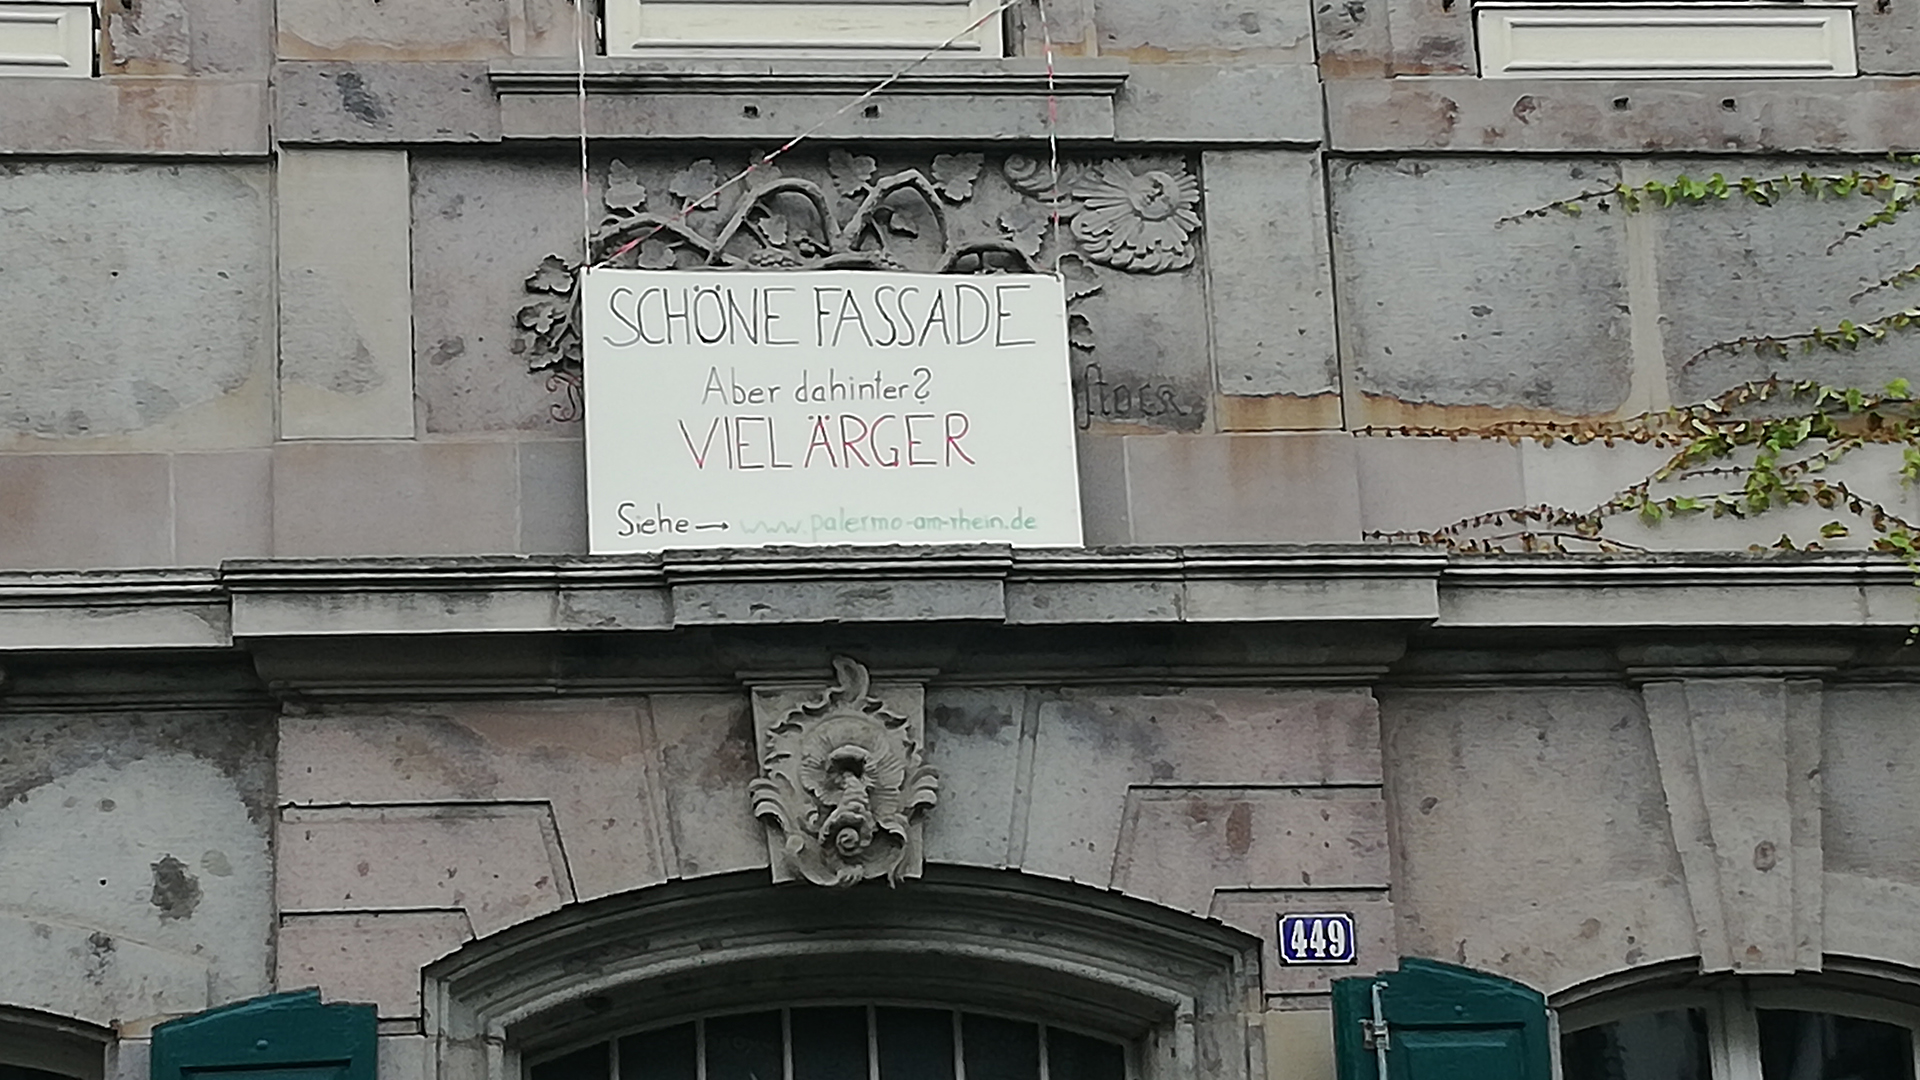 SCHÖNE FASSADE
Aber dahinter?
VIEL ÄRGER
Siehe → www.palermo-am-rhein.de
449